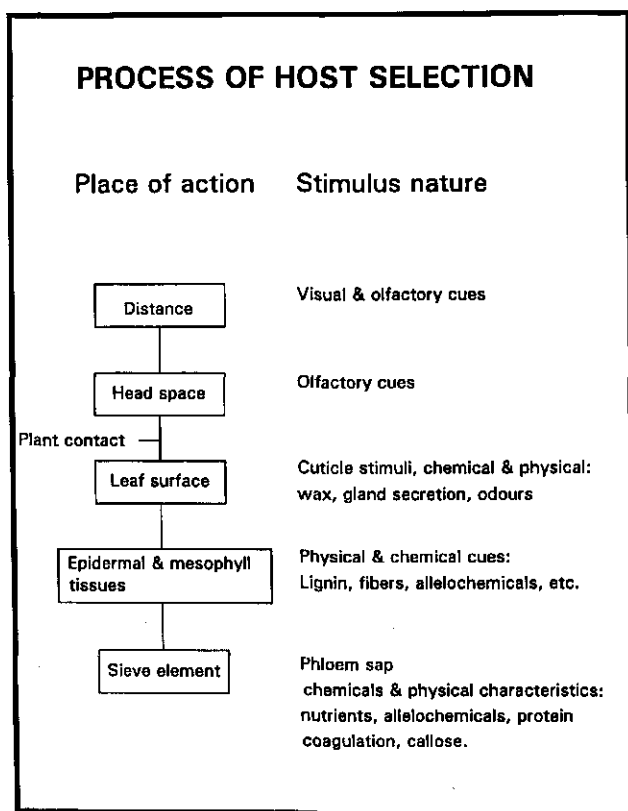 PROCESS OF HOST SELECTION
Place of action Stimulus nature
Distance Visual & olfactory cues
Head space Olfactory cues
Plant contact
Leaf surface Cuticle stimuli, chemical & physical:
wax, gland secretion, odours
Epidermal & mesophyll Physical & chemical cues:
tissues Lignin, fibers, allelochemicals, etc.
Sieve element Phloem sap
chemicals & physical characteristics:
nutrients, allelochemicals, protein
coagulation, callose.